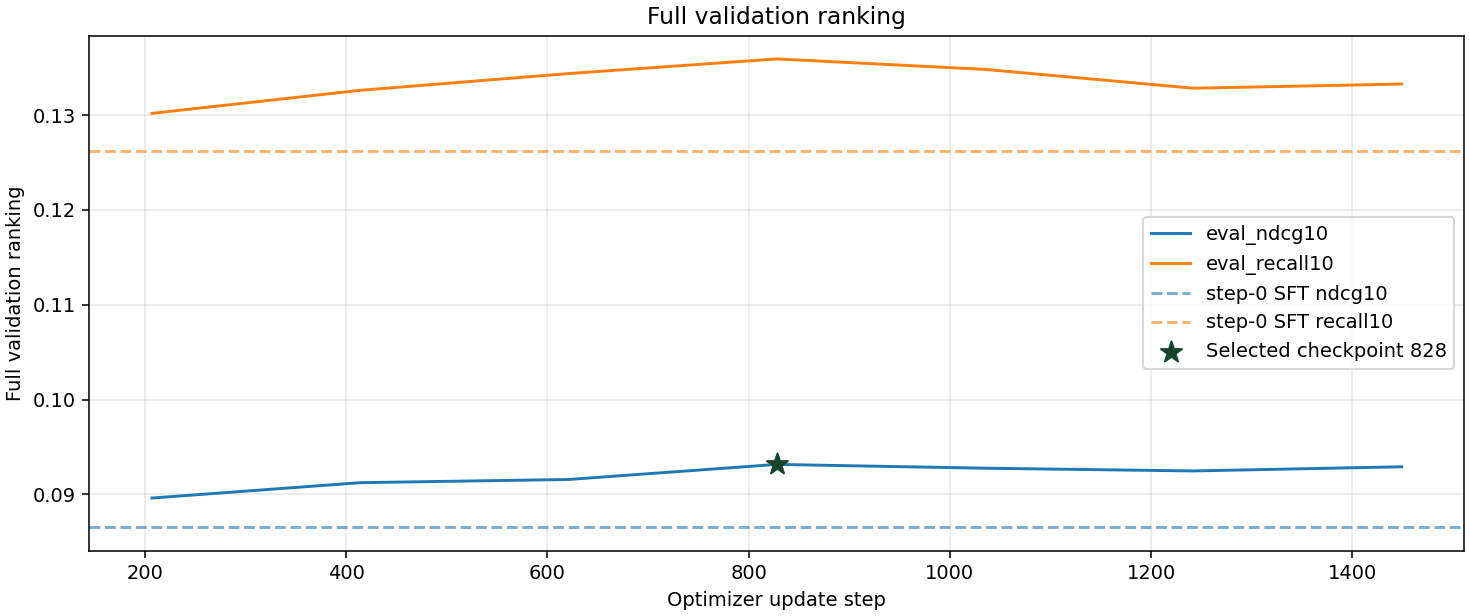 Full validation ranking
Full validation ranking
0.13
0.12
0.11
0.10
0.09
eval_ndcg10
eval_recall10
step-0 SFT ndcg10
step-0 SFT recall10
Selected checkpoint 828
200 400 600 800 1000 1200 1400
Optimizer update step